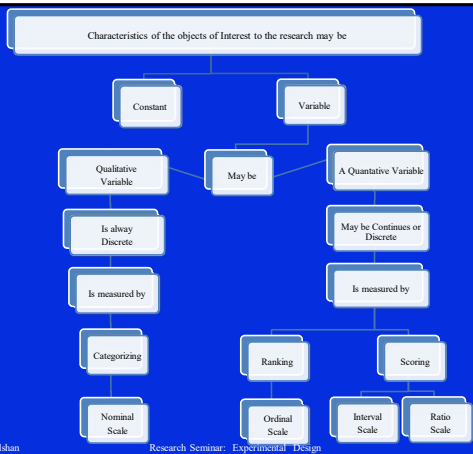 Characteristics of the objects of Interest to the research may be
Constant
Variable
May be
Qualitative
Variable
A Quantative Variable
Is alway
Discrete
May be Continues or
Discrete
Is measured by
Is measured by
Categorizing
Ranking
Scoring
Nominal
Scale
Ordinal
Scale
Interval
Scale
Ratio
Scale
lshan
Research Seminar: Experimental Design